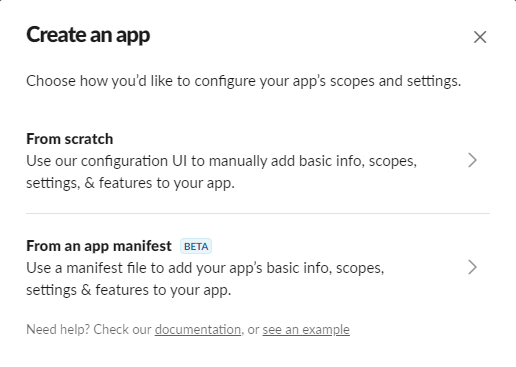 Create an app
Choose how you'd like to configure your app's scopes and settings.
From scratch
Use our configuration UI to manually add basic info, scopes,
settings, & features to your app.
From an app manifest BETA
Use a manifest file to add your app's basic info, scopes,
settings & features to your app.
Need help? Check our documentation, or see an example